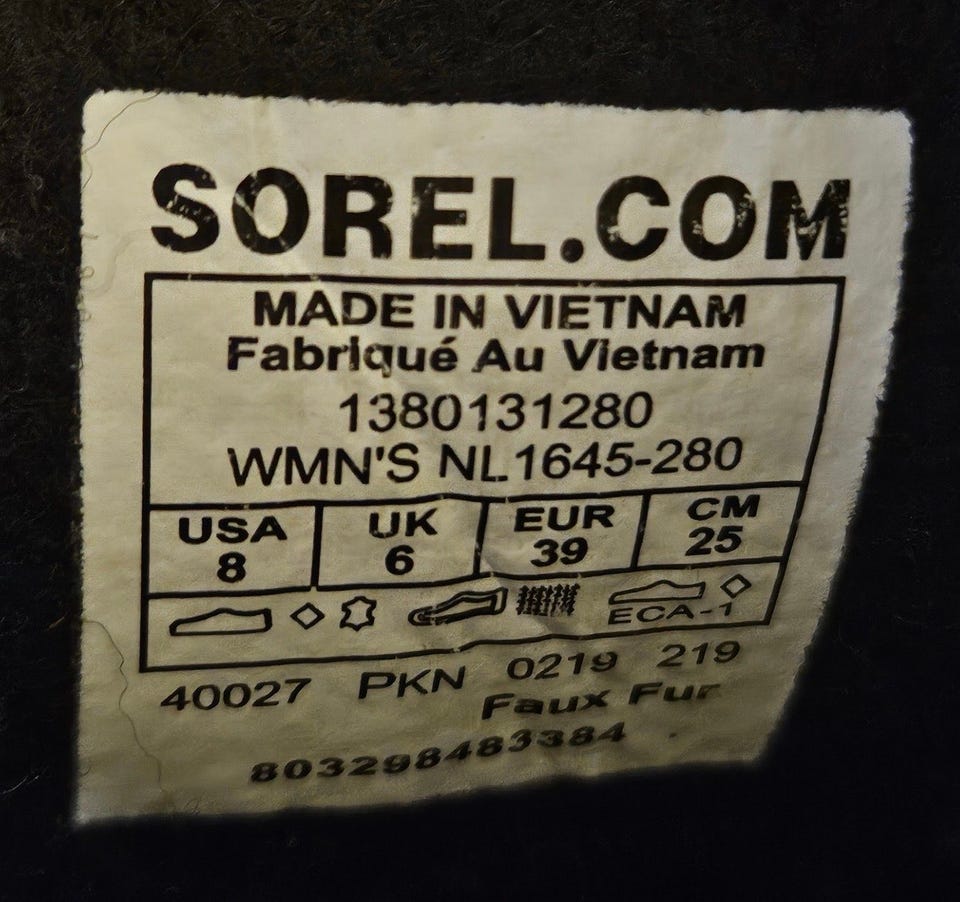 SOREL.COM
MADE IN VIETNAM
Fabriqué Au Vietnam
1380131280
WMN'S NL1645-280
USA UK EUR CM
8 6 39 25
ECA-1
40027 PKN 0219 219
Faux Fur
803298483384